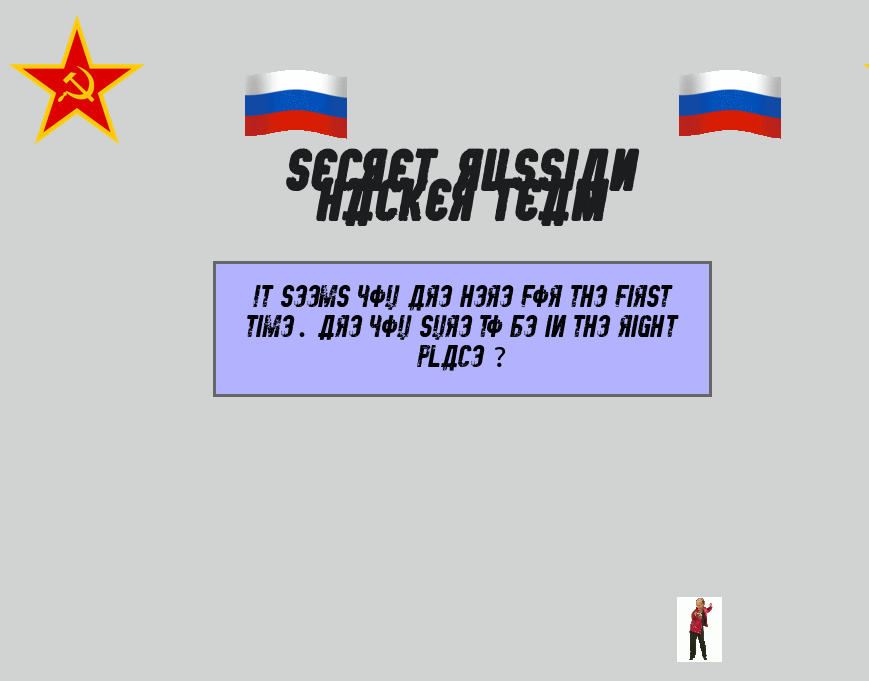 SECRET RUSSIAN
HACKER TEAM
IT SEEMS YOU ARE HERE FOR THE FIRST
TIME. ARE YOU SURE TO BE IN THE RIGHT
PLACE ?